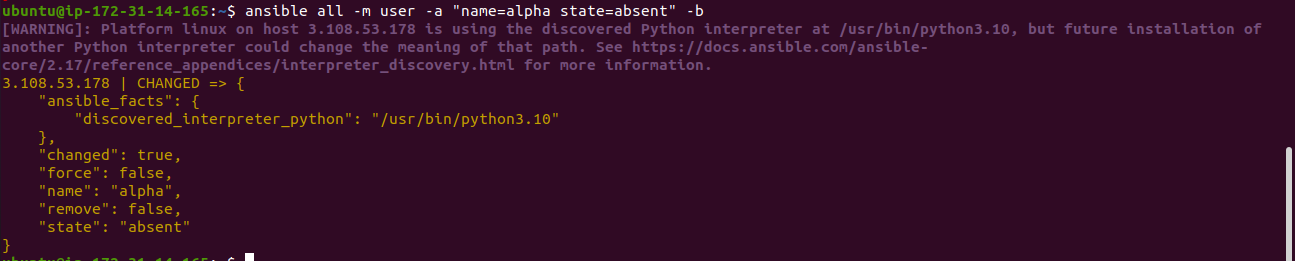 ubuntu@ip-172-31-14-165:~$ ansible all -m user -a "name=alpha state=absent" -b
[WARNING]: Platform linux on host 3.108.53.178 is using the discovered Python interpreter at /usr/bin/python3.10, but future installation of
another Python interpreter could change the meaning of that path. See https://docs.ansible.com/ansible-
core/2.17/reference_appendices/interpreter_discovery.html for more information.
3.108.53.178 | CHANGED => {
    "ansible_facts": {
        "discovered_interpreter_python": "/usr/bin/python3.10"
    },
    "changed": true,
    "force": false,
    "name": "alpha",
    "remove": false,
    "state": "absent"
}
ubuntu@ip-172-31-14-165:~$